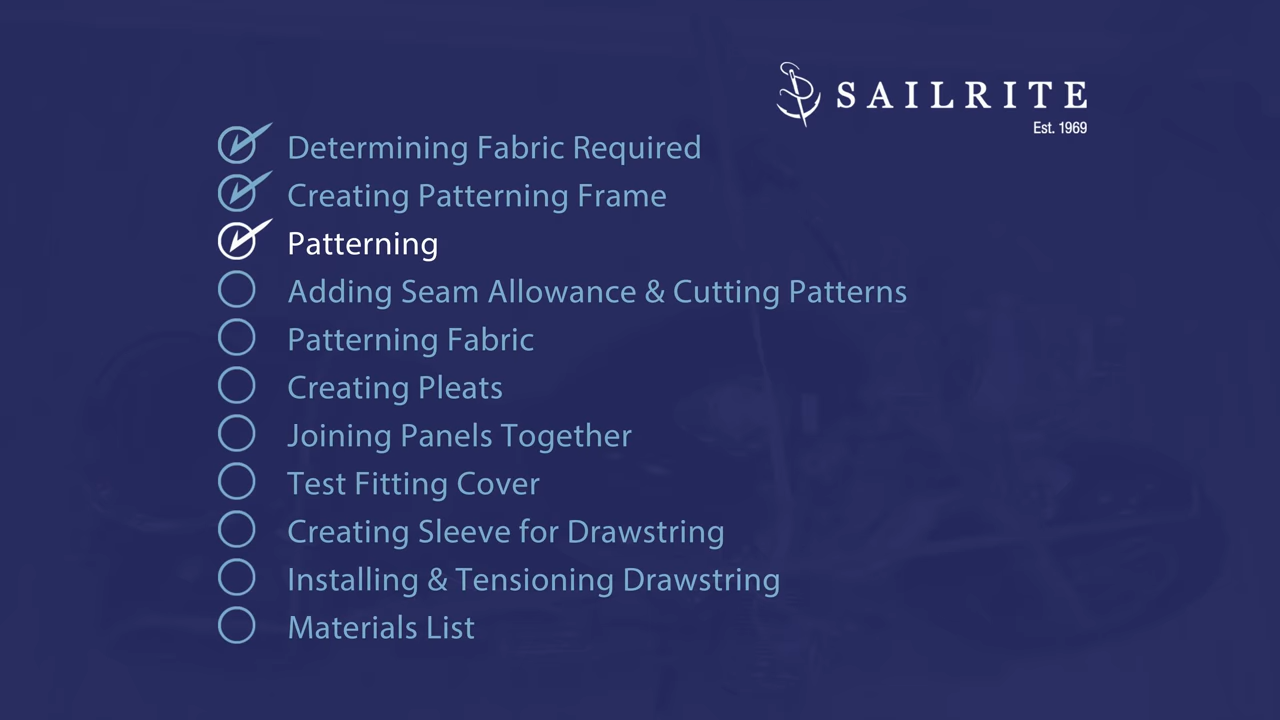 SAILRITE
Est. 1969
Determining Fabric Required
Creating Patterning Frame
Patterning
Adding Seam Allowance & Cutting Patterns
Patterning Fabric
Creating Pleats
Joining Panels Together
Test Fitting Cover
Creating Sleeve for Drawstring
Installing & Tensioning Drawstring
Materials List